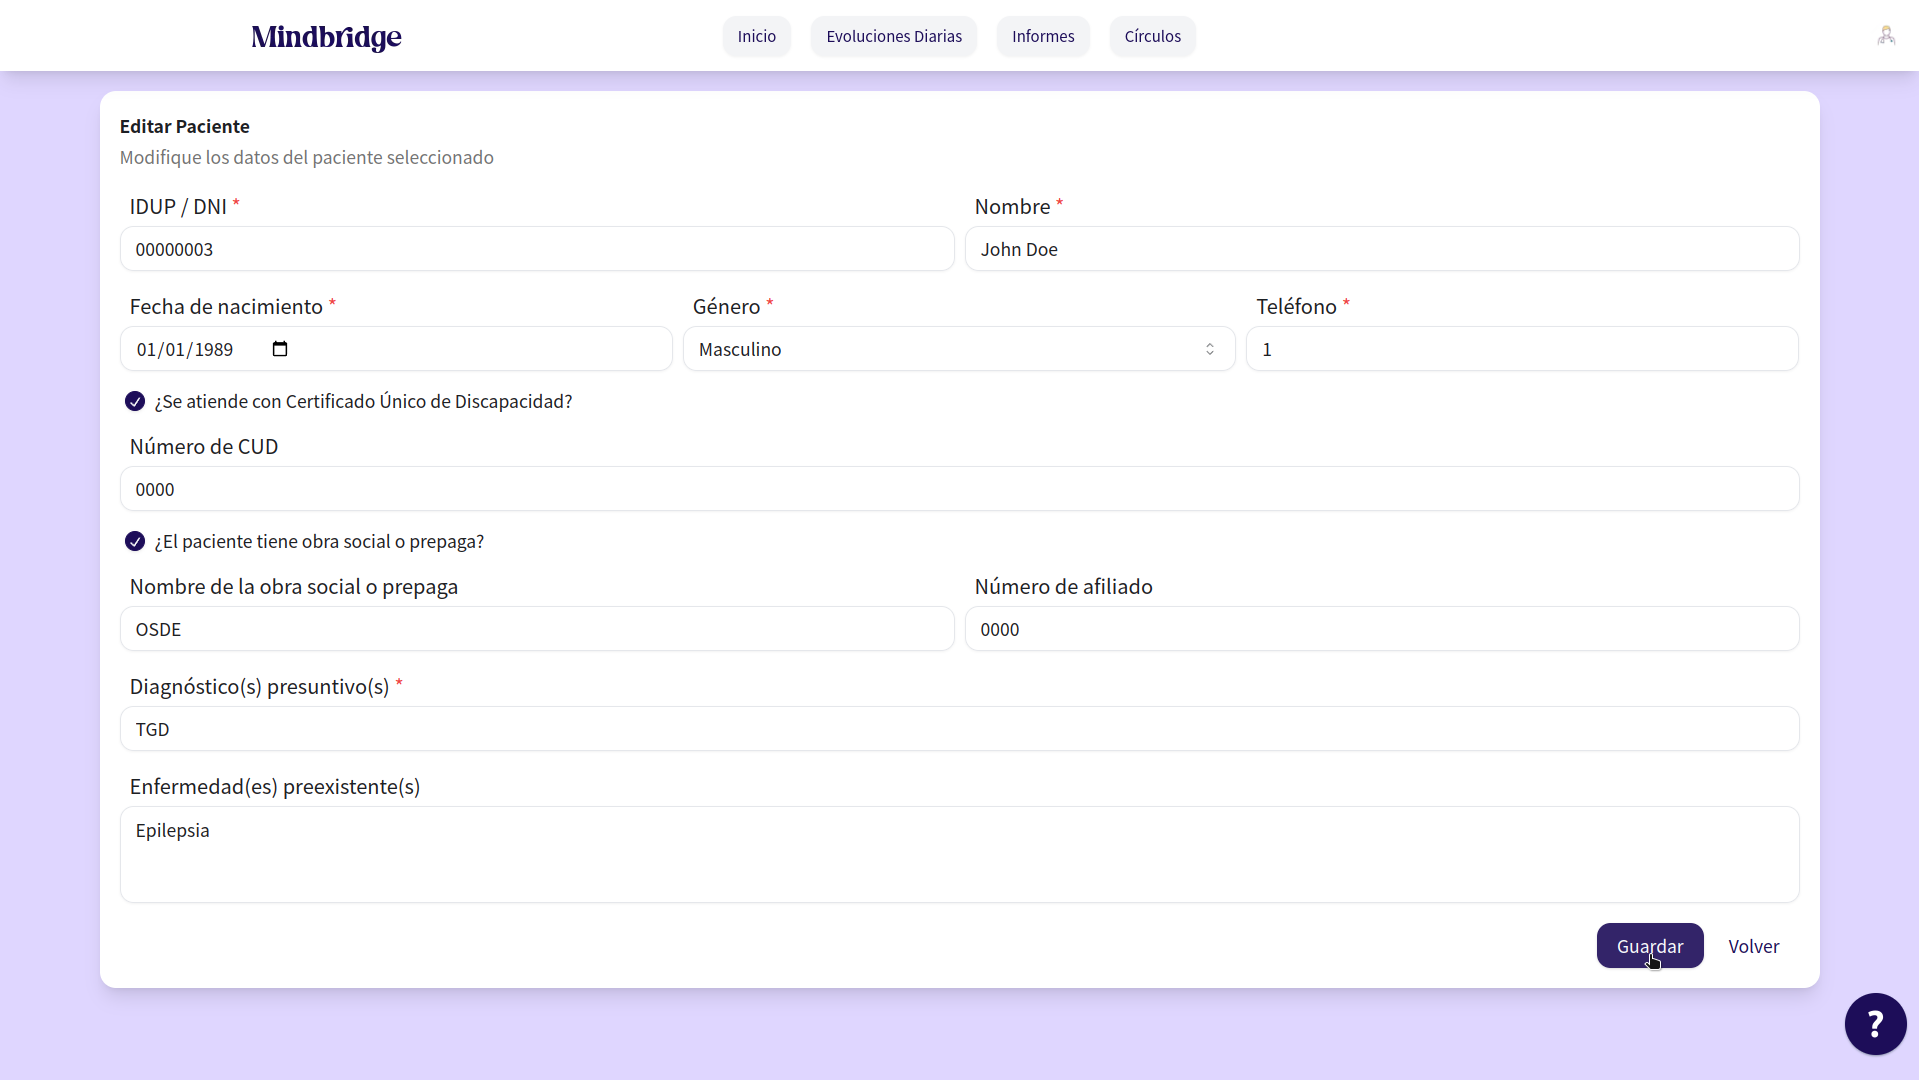 Mindbridge
Inicio
Evoluciones Diarias
Informes
Círculos
Editar Paciente
Modifique los datos del paciente seleccionado
IDUP / DNI *
Nombre *
00000003
John Doe
Fecha de nacimiento *
Género *
Teléfono *
01/01/1989
Masculino
1
¿Se atiende con Certificado Único de Discapacidad?
Número de CUD
0000
¿El paciente tiene obra social o prepaga?
Nombre de la obra social o prepaga
Número de afiliado
OSDE
0000
Diagnóstico(s) presuntivo(s) *
TGD
Enfermedad(es) preexistente(s)
Epilepsia
Guardar
Volver
?